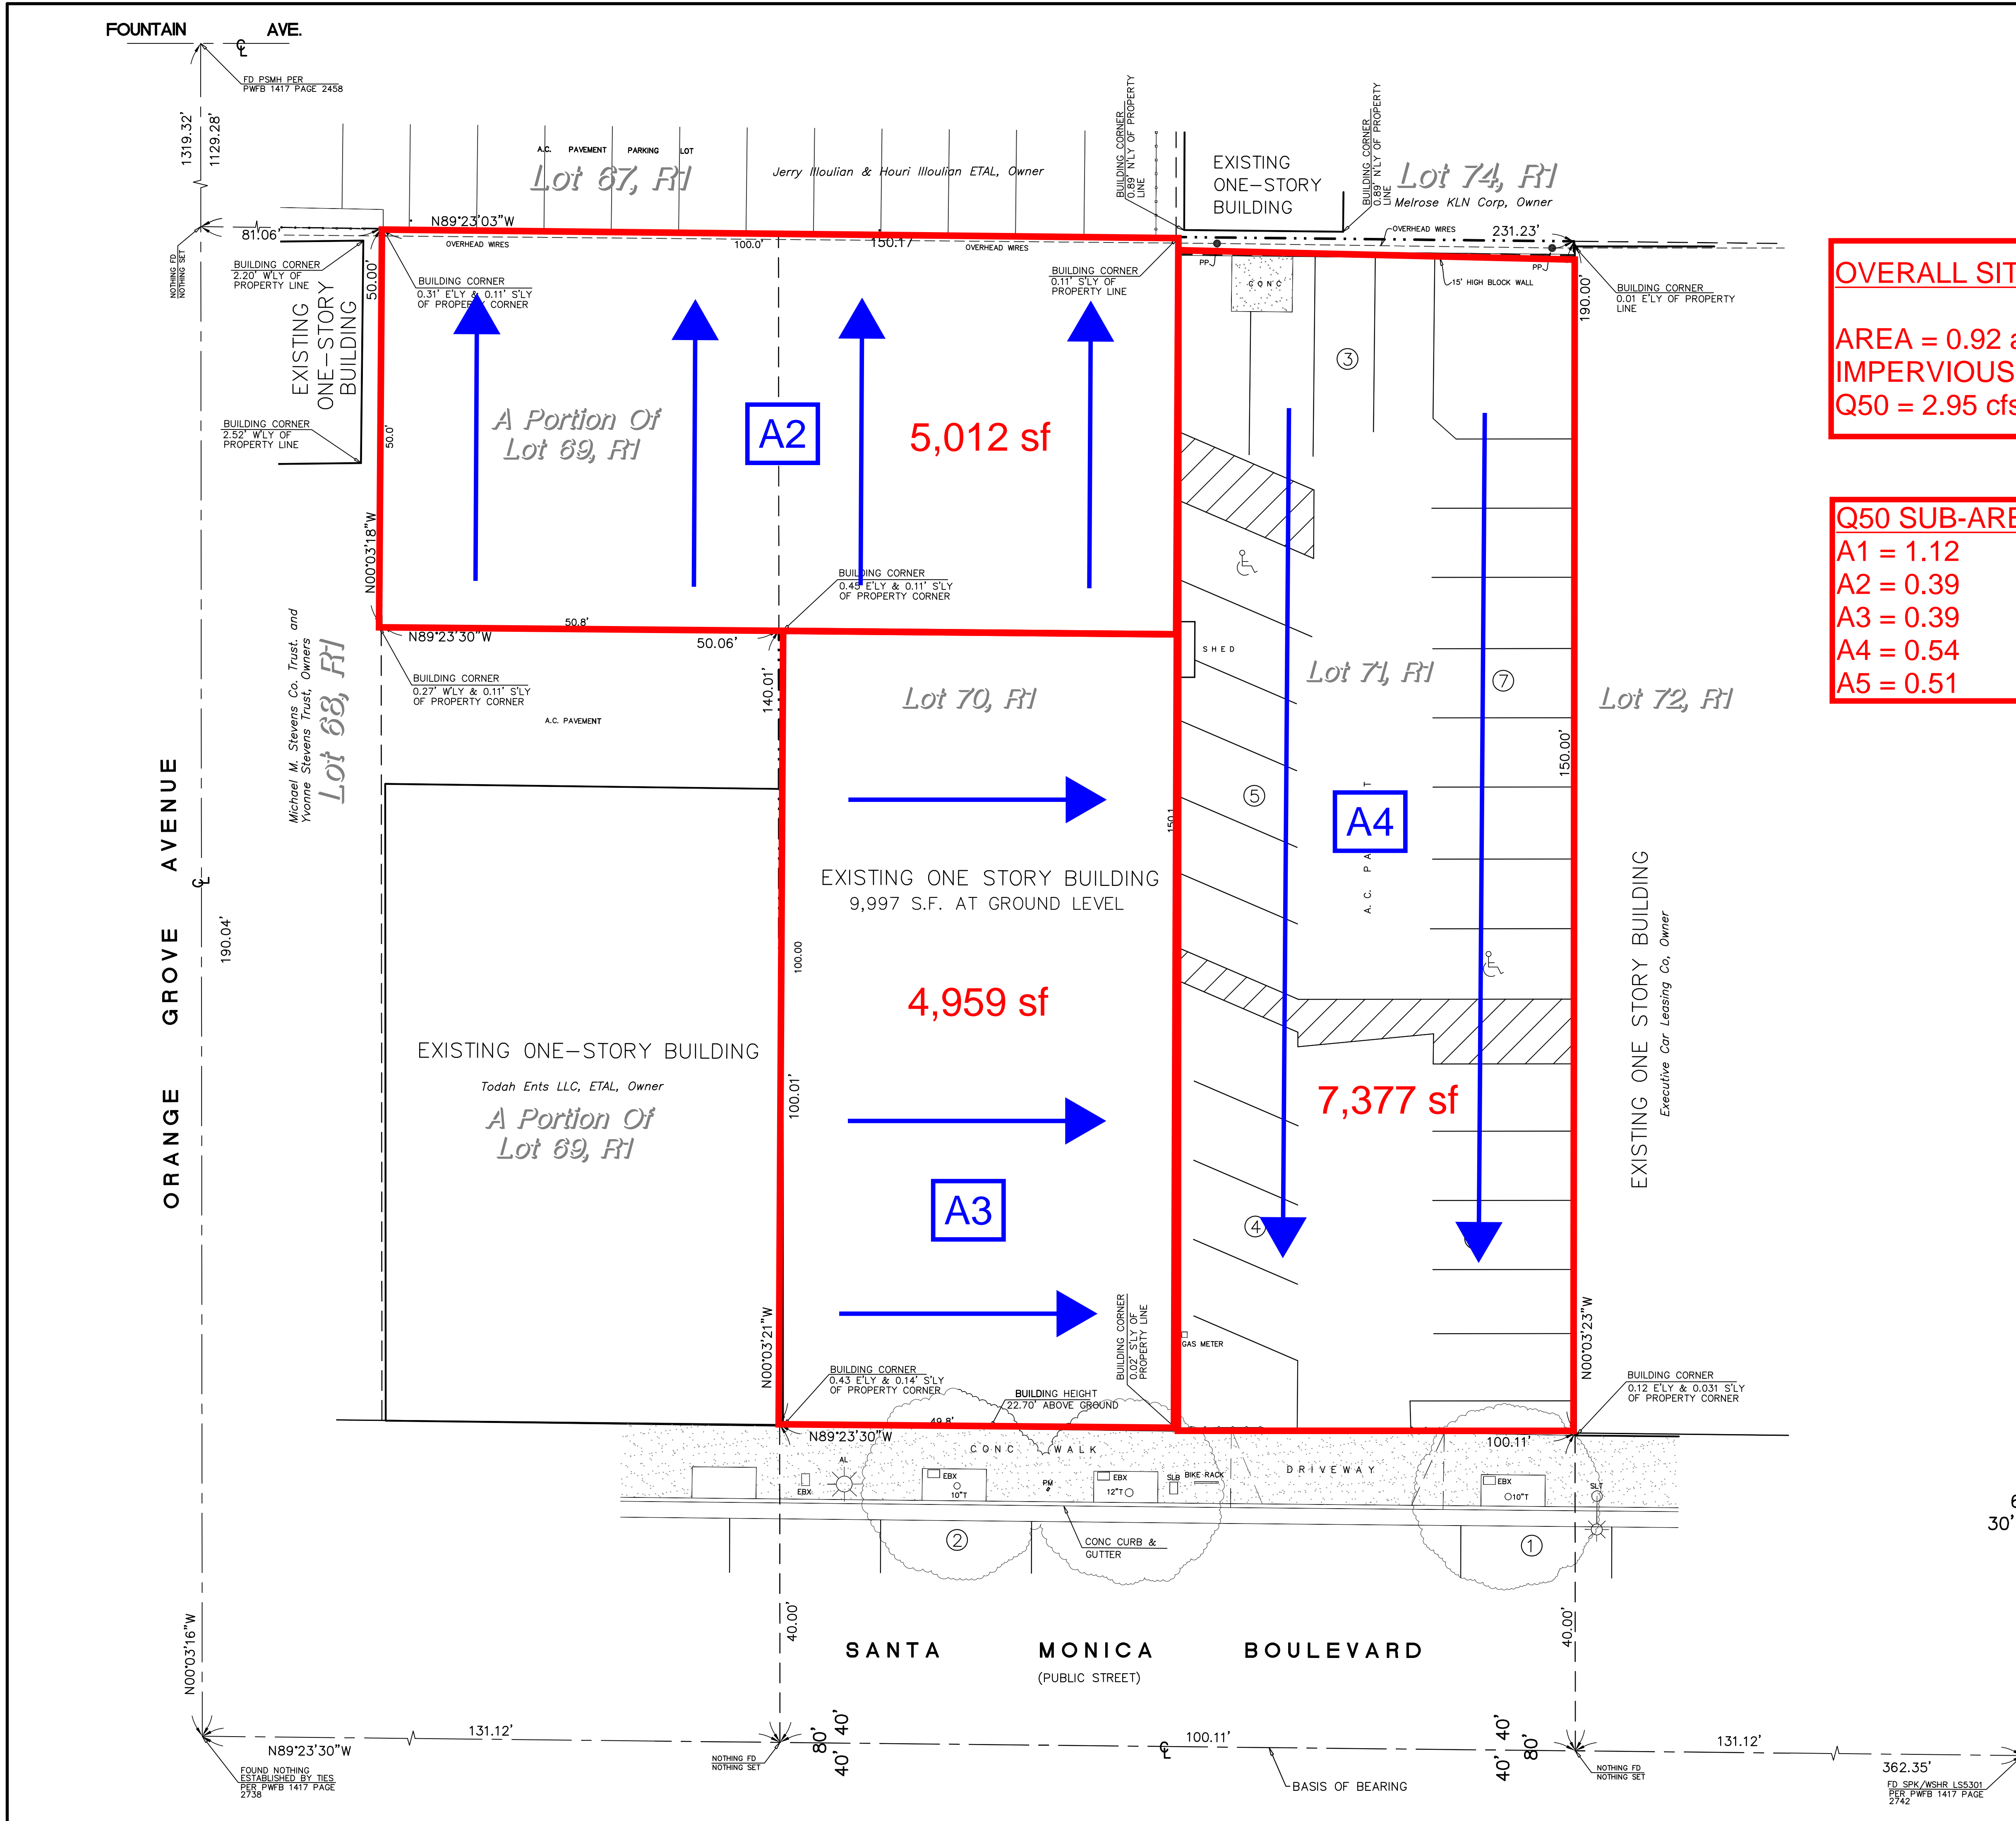 FOUNTAIN AVE.
FD PSMH PER
PWFB 1417 PAGE 2458
1319.32'
1129.28'
81.06'
NOTHING FD
NOTHING SET
BUILDING CORNER
2.20' W'LY OF
PROPERTY LINE
EXISTING
ONE-STORY
BUILDING
BUILDING CORNER
2.52' W'LY OF
PROPERTY LINE
A.C. PAVEMENT PARKING LOT
Lot 67, R1
Jerry Illoulian & Houri Illoulian ETAL, Owner
BUILDING CORNER
0.89' N'LY OF PROPERTY
LINE
EXISTING
ONE-STORY
BUILDING
BUILDING CORNER
0.89' N'LY OF PROPERTY
LINE
Lot 74, R1
Melrose KLN Corp, Owner
N89°23'03"W
OVERHEAD WIRES
100.0'
150.17
OVERHEAD WIRES
OVERHEAD WIRES
231.23'
50.00'
BUILDING CORNER
0.31' E'LY & 0.11' S'LY
OF PROPERTY CORNER
BUILDING CORNER
0.11' S'LY OF
PROPERTY LINE
PP
CONC
15' HIGH BLOCK WALL
PP
190.00'
BUILDING CORNER
0.01 E'LY OF PROPERTY
LINE
OVERALL SIT
AREA = 0.92 a
IMPERVIOUS
Q50 = 2.95 cfs
Q50 SUB-ARE
A1 = 1.12
A2 = 0.39
A3 = 0.39
A4 = 0.54
A5 = 0.51
3
A Portion Of
Lot 69, R1
50.0'
A2
5,012 sf
N00°03'18"W
BUILDING CORNER
0.45' E'LY & 0.11' S'LY
OF PROPERTY CORNER
50.8'
N89°23'30"W
50.06'
Michael M. Stevens Co. Trust. and
Yvonne Stevens Trust, Owners
Lot 68, R1
BUILDING CORNER
0.27' W'LY & 0.11' S'LY
OF PROPERTY CORNER
A.C. PAVEMENT
140.01'
Lot 70, R1
SHED
Lot 71, R1
7
Lot 72, R1
150.00'
5
150.1
A4
A. C. P A T
EXISTING ONE STORY BUILDING
9,997 S.F. AT GROUND LEVEL
100.00
4,959 sf
ORANGE GROVE AVENUE
℄
190.04'
EXISTING ONE-STORY BUILDING
Todah Ents LLC, ETAL, Owner
A Portion Of
Lot 69, R1
100.01'
7,377 sf
EXISTING ONE STORY BUILDING
Executive Car Leasing Co, Owner
A3
4
N00°03'21"W
BUILDING CORNER
0.02' S'LY OF
PROPERTY LINE
GAS METER
N00°03'23"W
BUILDING CORNER
0.43 E'LY & 0.14' S'LY
OF PROPERTY CORNER
BUILDING HEIGHT
22.70' ABOVE GROUND
BUILDING CORNER
0.12 E'LY & 0.031 S'LY
OF PROPERTY CORNER
49.8'
N89°23'30"W
CONC WALK
100.11'
DRIVEWAY
AL
EBX
EBX
10"T
PM
EBX
12"T
SLB
BIKE RACK
EBX
10"T
SLT
2
CONC CURB &
GUTTER
1
30'
N00°03'16"W
40.00'
40.00'
SANTA MONICA BOULEVARD
(PUBLIC STREET)
131.12'
N89°23'30"W
FOUND NOTHING
ESTABLISHED BY TIES
PER PWFB 1417 PAGE
2738
NOTHING FD
NOTHING SET
80'
40' 40'
℄
100.11'
BASIS OF BEARING
40' 40'
80'
NOTHING FD
NOTHING SET
131.12'
362.35'
FD SPK/WSHR LS5301
PER PWFB 1417 PAGE
2742